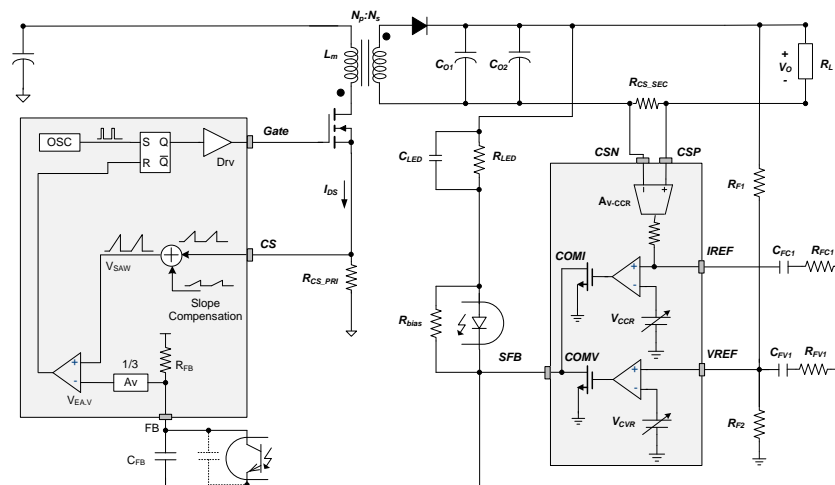 Np:Ns
Lm
CO1
CO2
RCS_SEC
+
VO
-
RL
OSC
S Q
R Q̅
Drv
Gate
CLED
RLED
CSN
CSP
AV-CCR
RF1
IDS
CS
VSAW
Slope
Compensation
RCS_PRI
COMI
IREF
CFC1
RFC1
VCCR
Rbias
SFB
COMV
VREF
CFV1
RFV1
VCVR
RF2
RFB
1/3
Av
VEA.V
FB
CFB